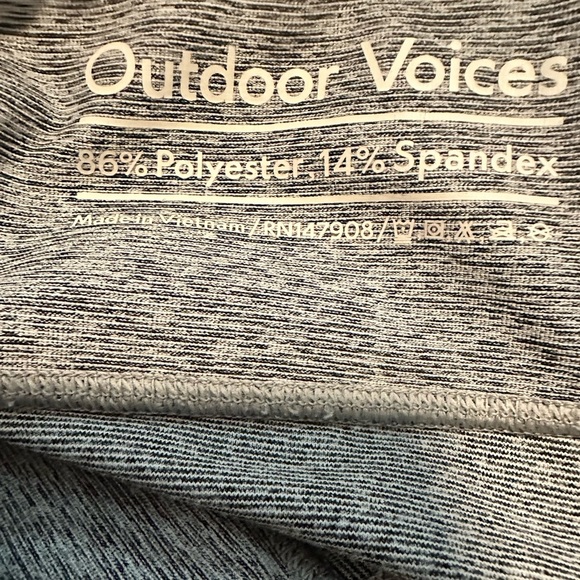 Outdoor Voices
86% Polyester, 14% Spandex
Made in Vietnam/RN147908/